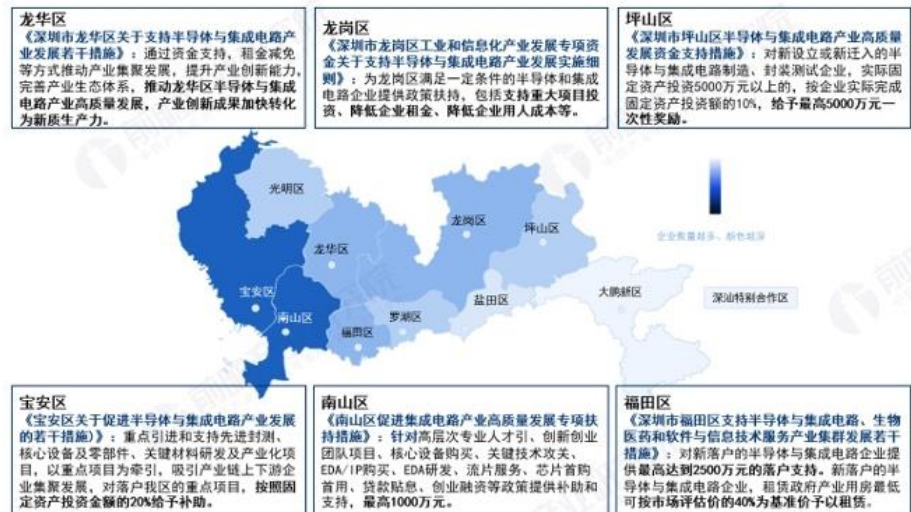 龙华区
《深圳市龙华区关于支持半导体与集成电路产
业发展若干措施》：通过资金支持、租金减免
等方式推动产业集聚发展，提升产业创新能力，
完善产业生态体系，推动龙华区半导体与集成
电路产业高质量发展，产业创新成果加快转化
为新质生产力。
龙岗区
《深圳市龙岗区工业和信息化产业发展专项资
金关于支持半导体与集成电路产业发展实施细
则》：为龙岗区满足一定条件的半导体和集成
电路企业提供政策扶持，包括支持重大项目投
资、降低企业租金、降低企业用人成本等。
坪山区
《深圳市坪山区半导体与集成电路产业高质量
发展资金支持措施》：对新设立或新迁入的半
导体与集成电路制造、封装测试企业，实际固
定资产投资5000万元以上的，按企业实际完成
固定资产投资额的10%，给予最高5000万元一
次性奖励。
光明区
龙华区
龙岗区
坪山区
宝安区
南山区
福田区
罗湖区
盐田区
大鹏新区
企业数量越多、颜色越深
深汕特别合作区
宝安区
《宝安区关于促进半导体与集成电路产业发展
的若干措施)》：重点引进和支持先进封测、
核心设备及零部件、关键材料研发及产业化项
目，以重点项目为牵引，吸引产业链上下游企
业集聚发展，对落户我区的重点项目，按照固
定资产投资金额的20%给予补助。
南山区
《南山区促进集成电路产业高质量发展专项扶
持措施》：针对高层次专业人才引、创新创业
团队项目、核心设备购买、关键技术攻关、
EDA/IP购买、EDA研发、流片服务、芯片首购
首用、贷款贴息、创业融资等政策提供补助和
支持，最高1000万元。
福田区
《深圳市福田区支持半导体与集成电路、生物
医药和软件与信息技术服务产业集群发展若干
措施》：对新落户的半导体与集成电路企业提
供最高达到2500万元的落户支持。新落户的半
导体与集成电路企业，租赁政府产业用房最低
可按市场评估价的40%为基准价予以租赁。